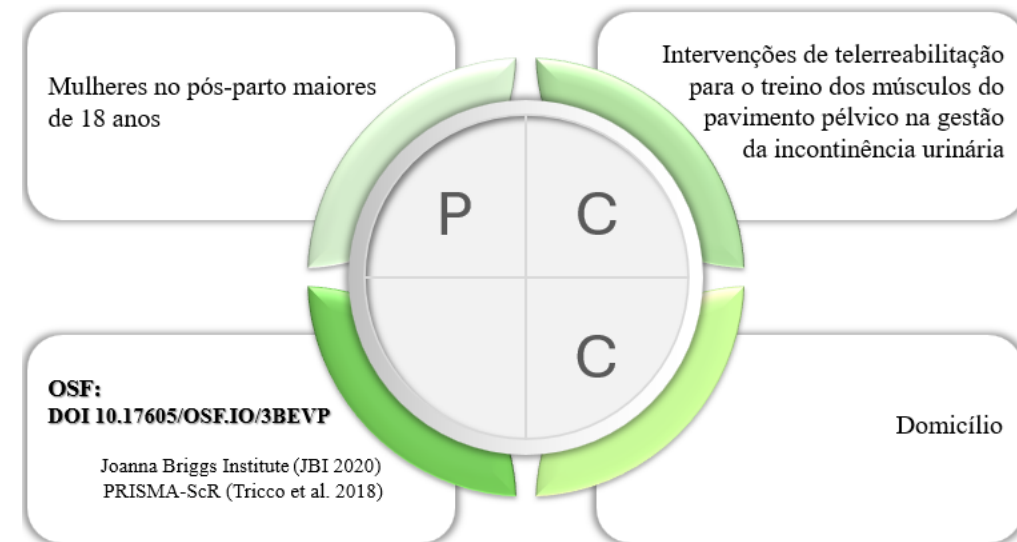 Mulheres no pós-parto maiores
de 18 anos
Intervenções de telerreabilitação
para o treino dos músculos do
pavimento pélvico na gestão
da incontinência urinária
P
C
C
OSF:
DOI 10.17605/OSF.IO/3BEVP
Joanna Briggs Institute (JBI 2020)
PRISMA-ScR (Tricco et al. 2018)
Domicílio